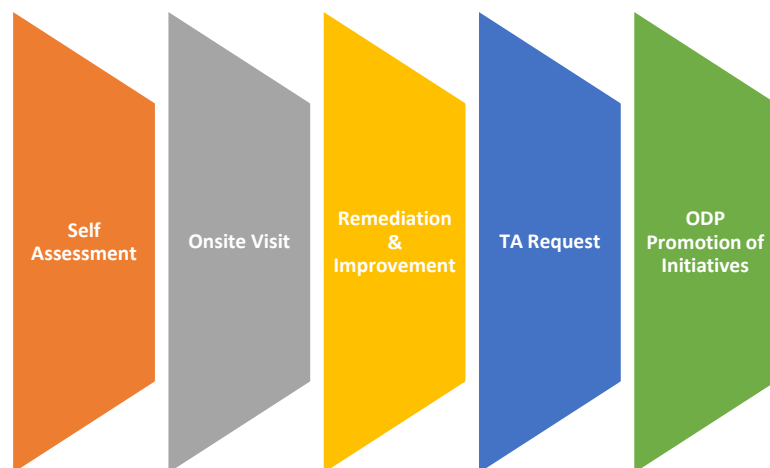 Self
Assessment
Onsite Visit
Remediation
&
Improvement
TA Request
ODP
Promotion of
Initiatives